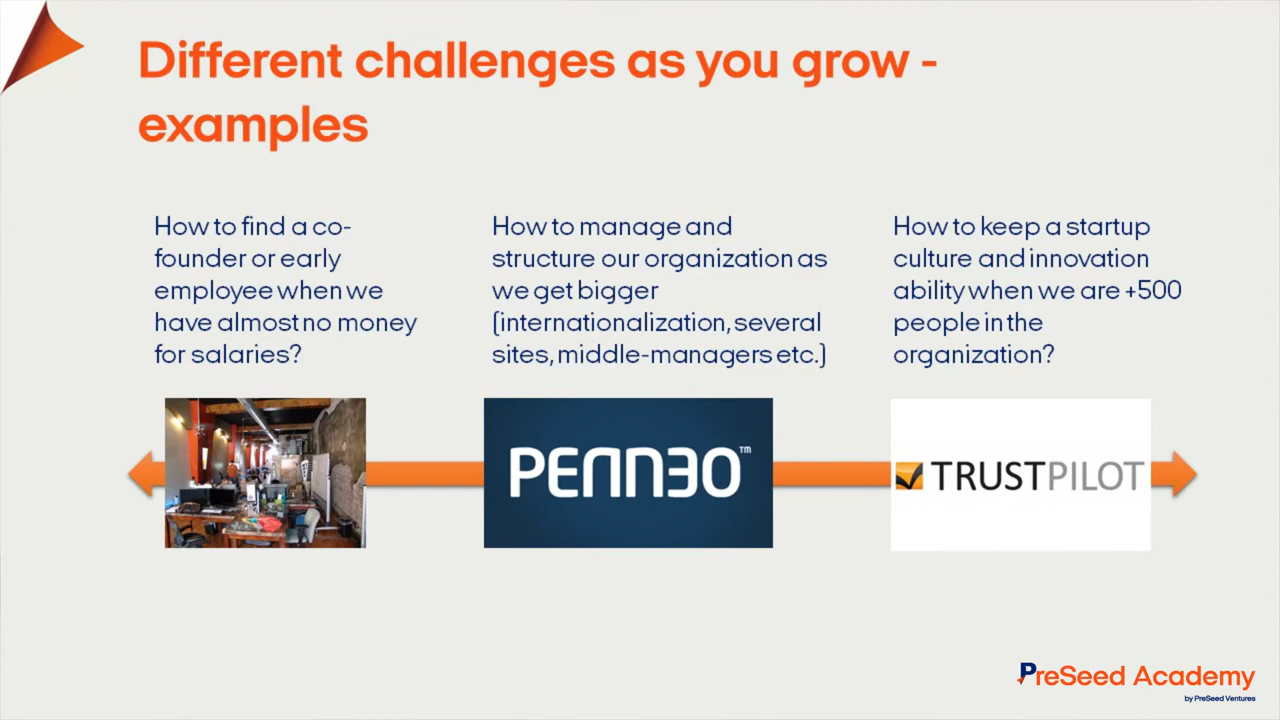 Different challenges as you grow -
examples
How to find a co-
founder or early
employee when we
have almost no money
for salaries?
How to manage and
structure our organization as
we get bigger
(internationalization, several
sites, middle-managers etc.)
How to keep a startup
culture and innovation
ability when we are +500
people in the
organization?
PENNEO™
TRUSTPILOT
PreSeed Academy
by PreSeed Ventures